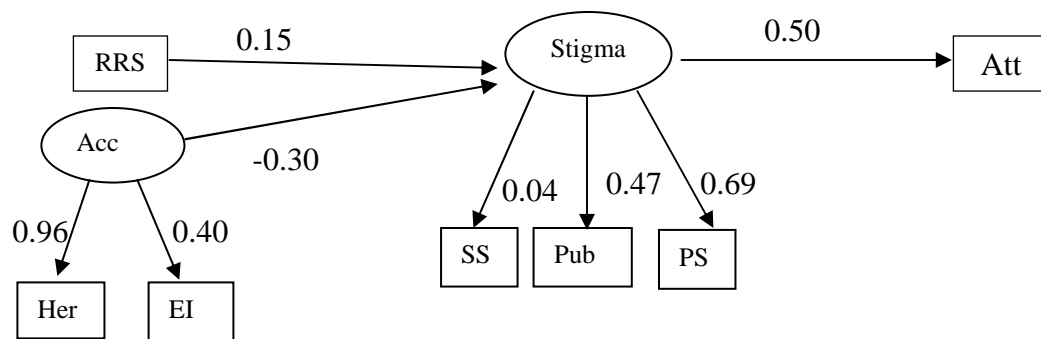 0.15
Stigma
0.50
RRS
Att
Acc
-0.30
0.04
0.47
0.69
0.96
0.40
SS
Pub
PS
Her
EI